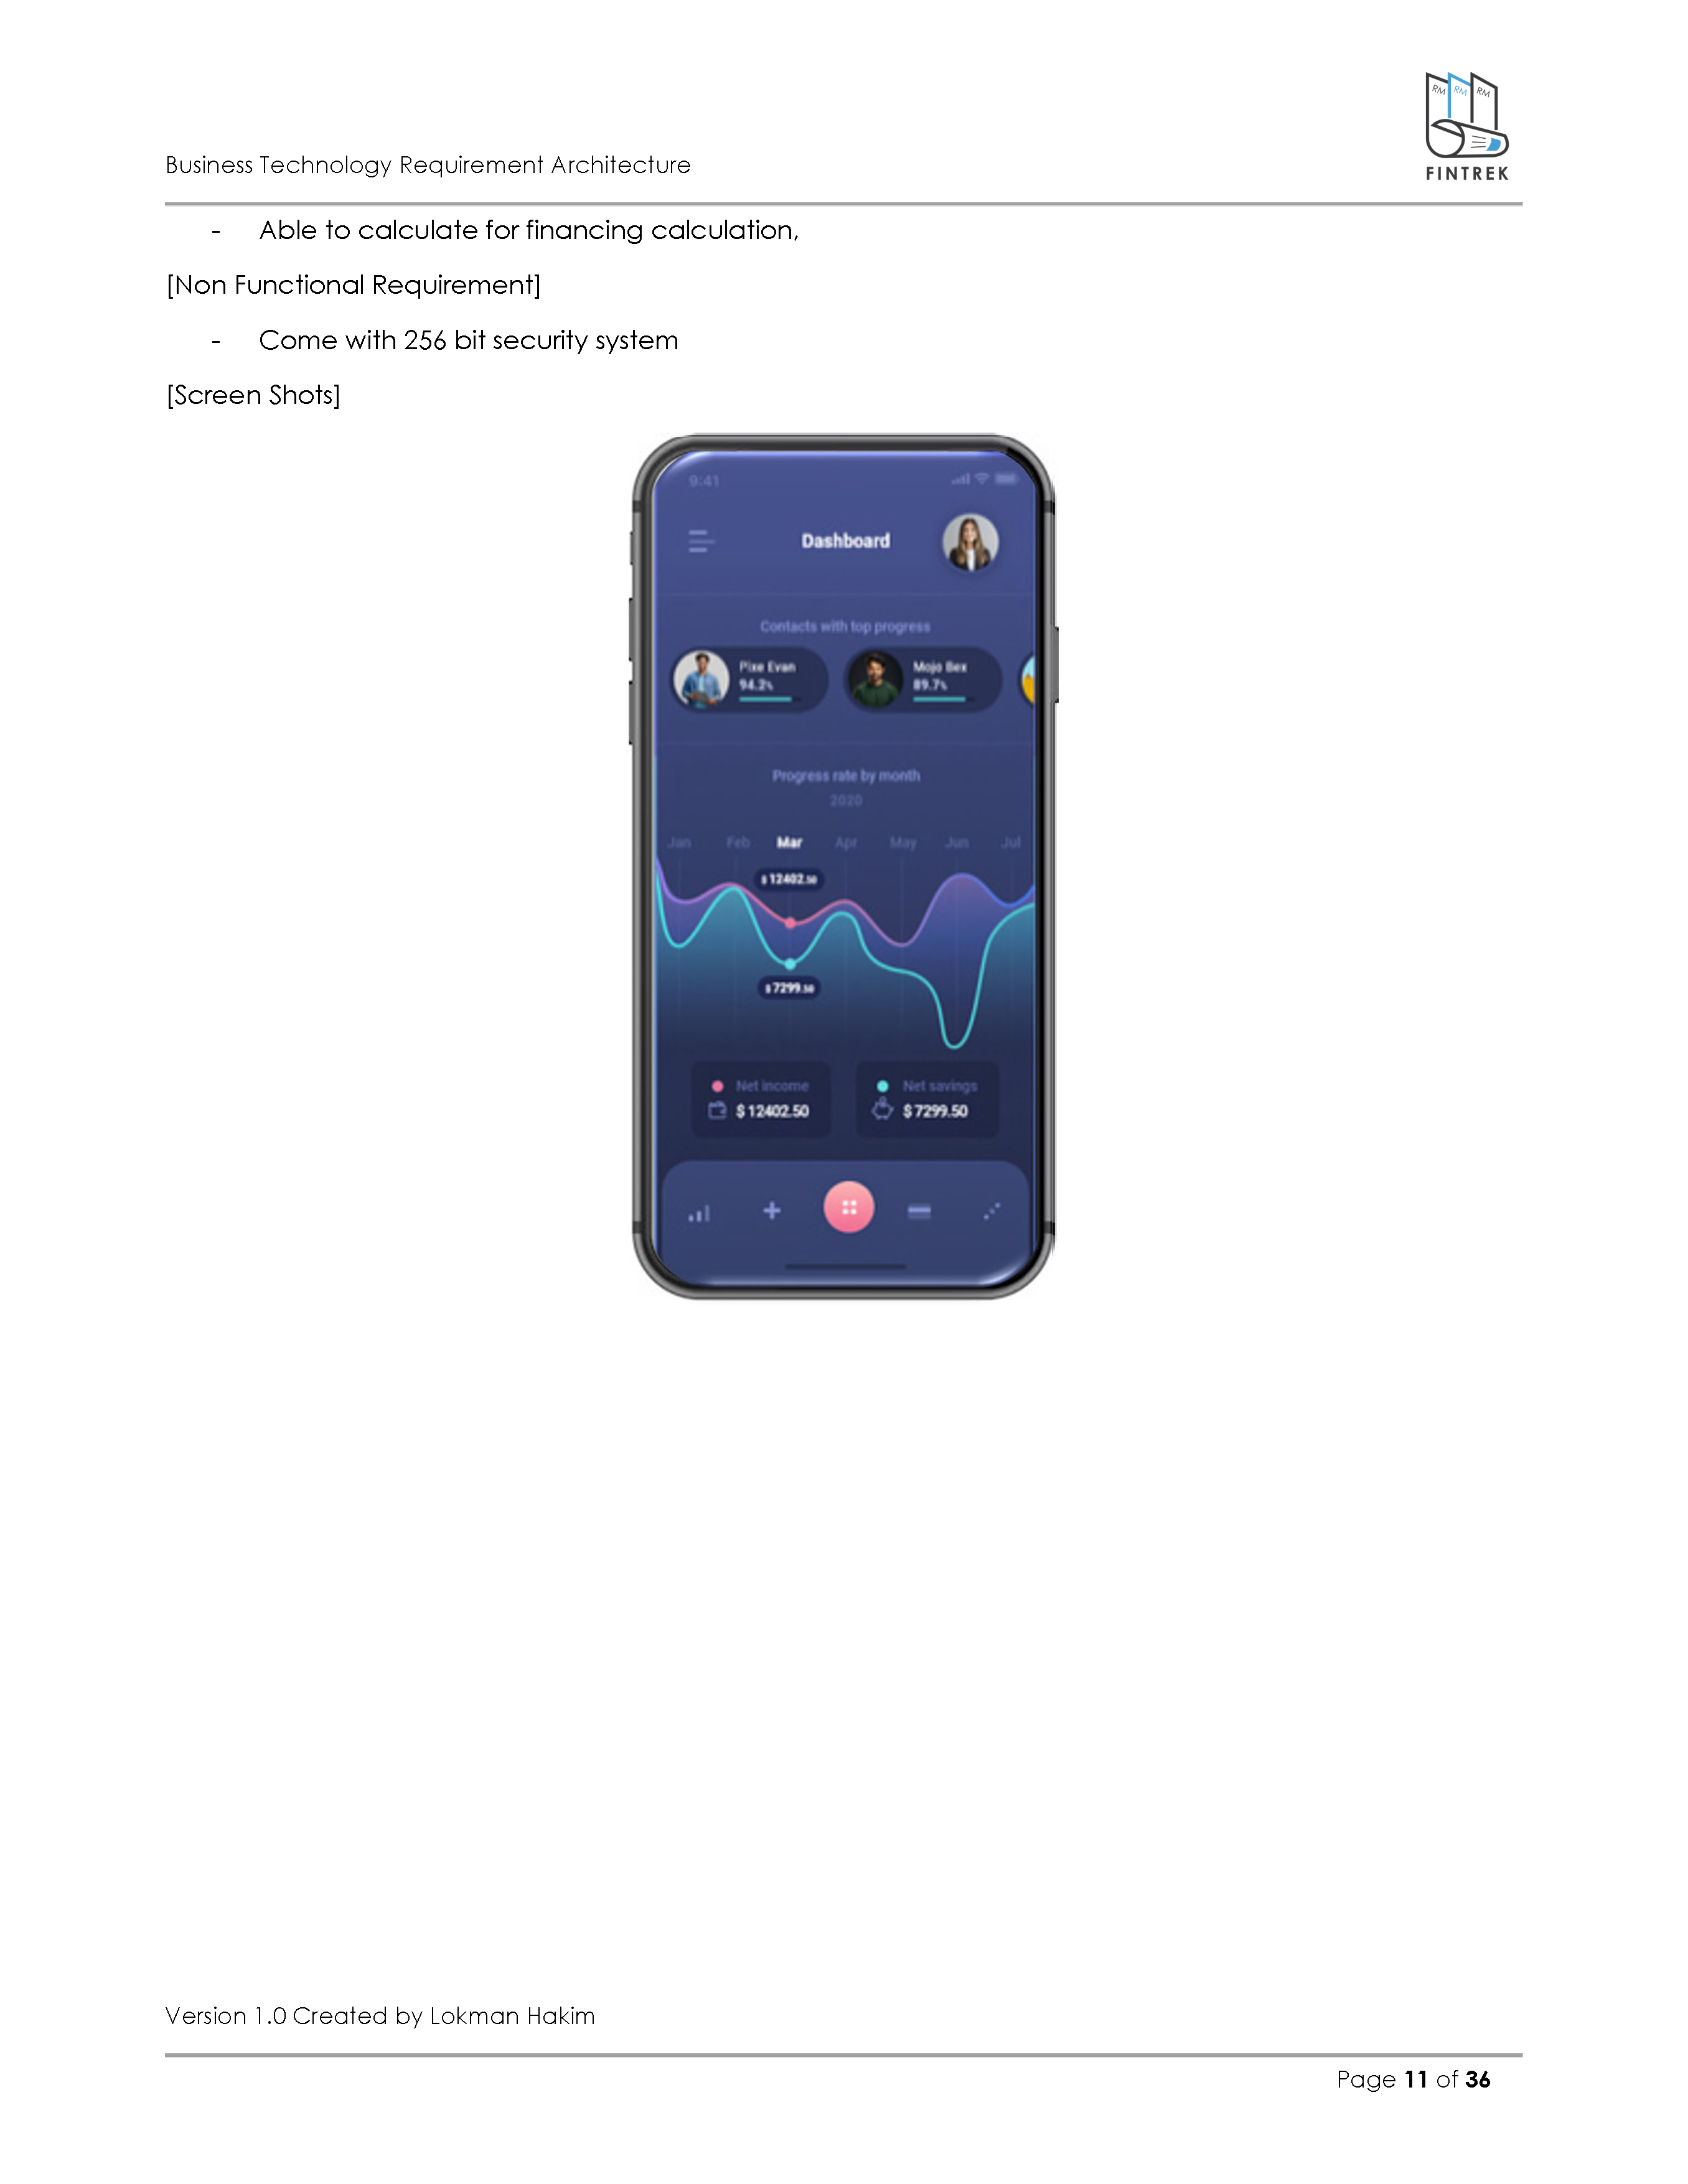 RM RM RM
FINTREK
Business Technology Requirement Architecture
- Able to calculate for financing calculation,
[Non Functional Requirement]
- Come with 256 bit security system
[Screen Shots]
9:41
Dashboard
Contacts with top progress
Pixe Evan
94.2%
Mojo Bex
89.7%
Progress rate by month
2020
Jan Feb Mar Apr May Jun Jul
$ 12402.50
$ 7299.50
Net income
$ 12402.50
Net savings
$ 7299.50
Version 1.0 Created by Lokman Hakim
Page 11 of 36